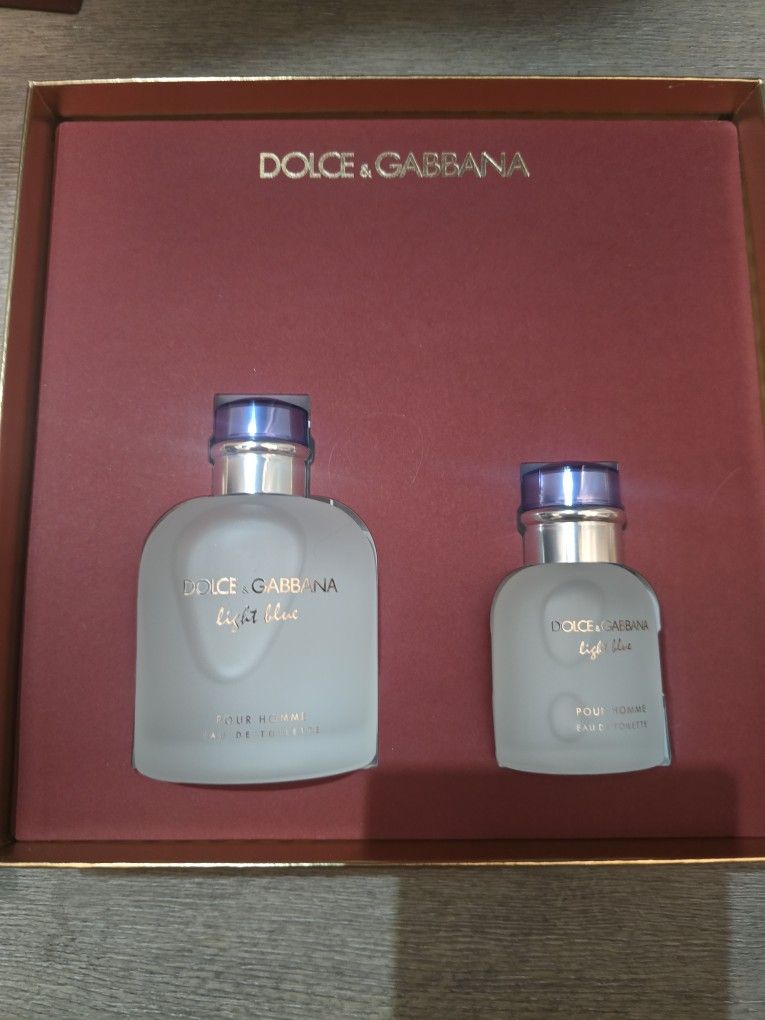 DOLCE & GABBANA
DOLCE & GABBANA
light blue
POUR HOMME
EAU DE TOILETTE
DOLCE & GABBANA
light blue
POUR HOMME
EAU DE TOILETTE